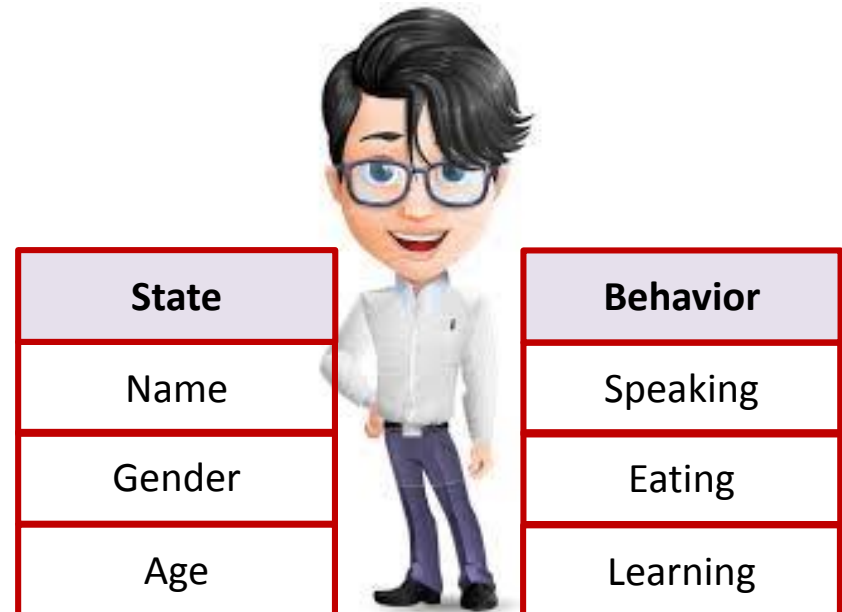 State
Name
Gender
Age
Behavior
Speaking
Eating
Learning